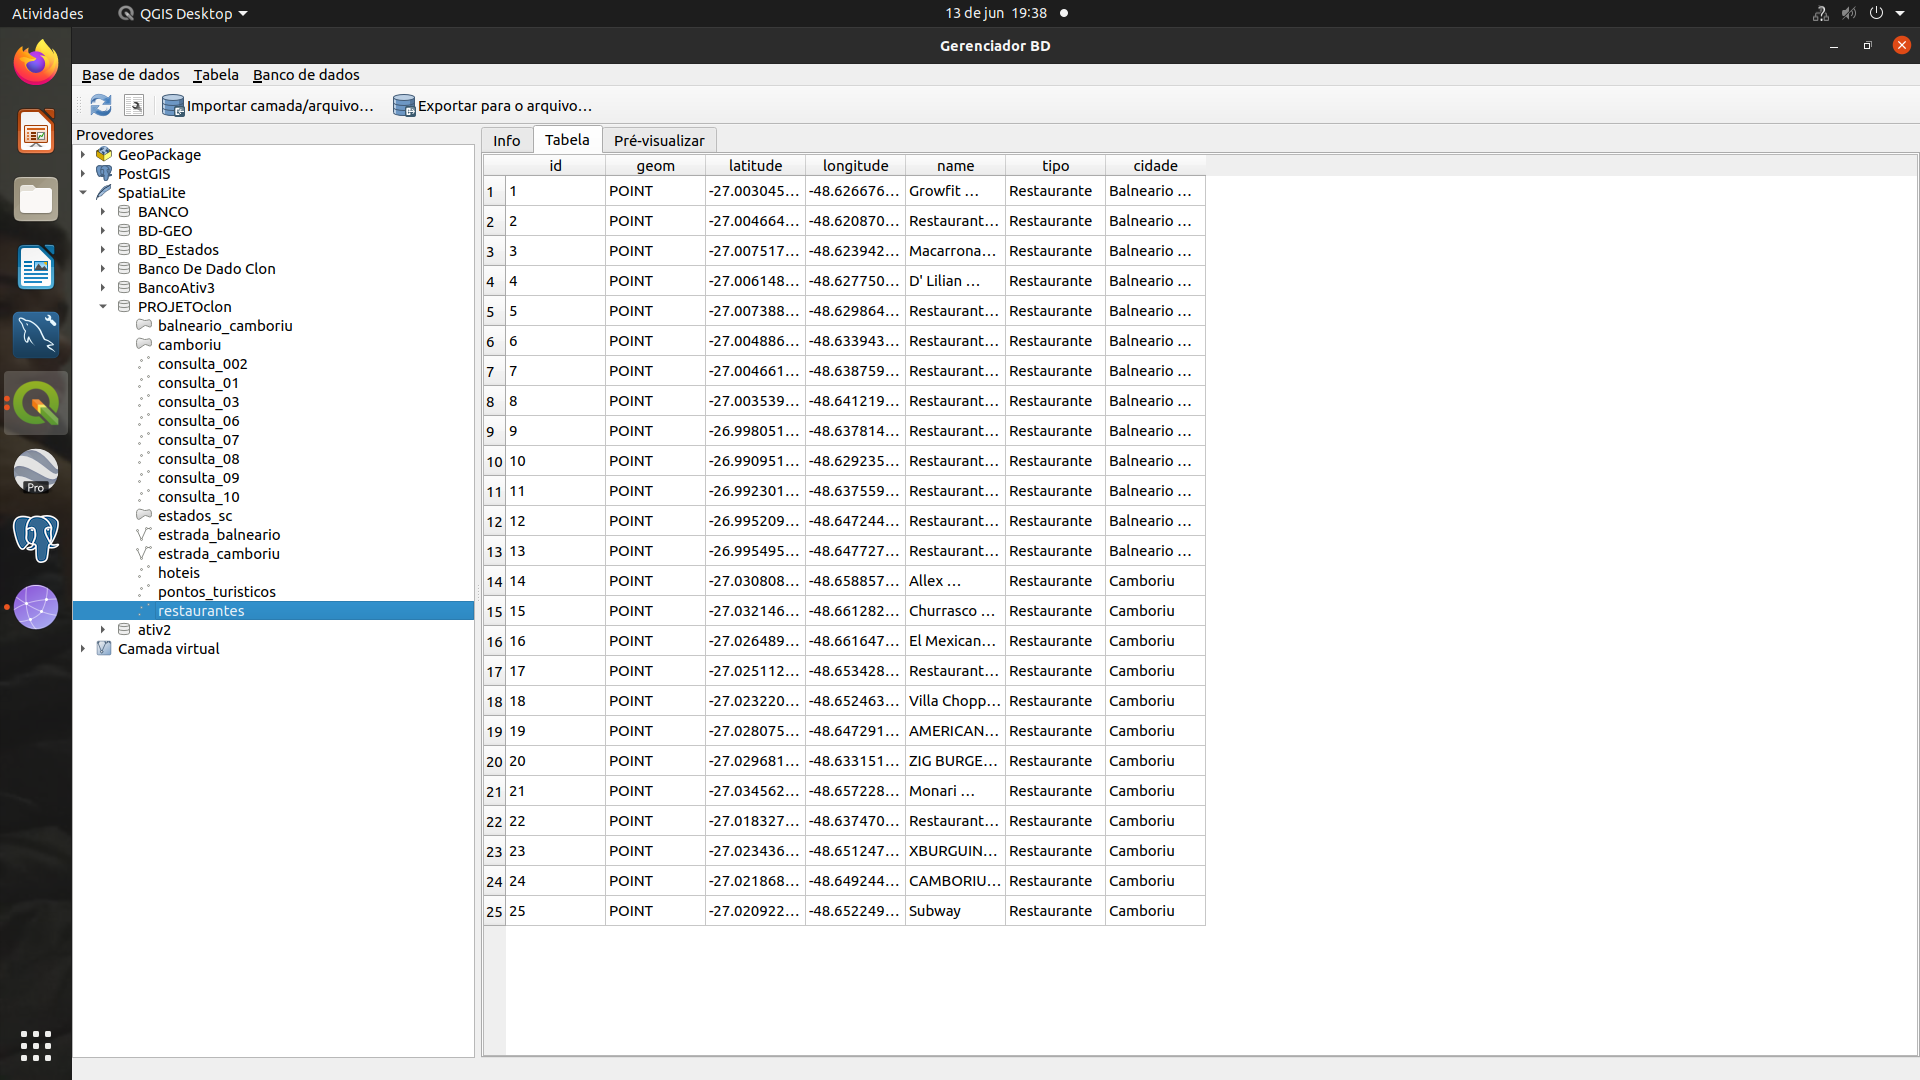 Atividades QGIS Desktop 13 de jun 19:38
Gerenciador BD
Base de dados Tabela Banco de dados
Importar camada/arquivo… Exportar para o arquivo…
Provedores
GeoPackage
PostGIS
SpatiaLite
BANCO
BD-GEO
BD_Estados
Banco De Dado Clon
BancoAtiv3
PROJETOclon
balneario_camboriu
camboriu
consulta_002
consulta_01
consulta_03
consulta_06
consulta_07
consulta_08
consulta_09
consulta_10
estados_sc
estrada_balneario
estrada_camboriu
hoteis
pontos_turisticos
restaurantes
ativ2
Camada virtual
Pro
Info Tabela Pré-visualizar
id geom latitude longitude name tipo cidade
1 1 POINT -27.003045… -48.626676… Growfit … Restaurante Balneario …
2 2 POINT -27.004664… -48.620870… Restaurant… Restaurante Balneario …
3 3 POINT -27.007517… -48.623942… Macarrona… Restaurante Balneario …
4 4 POINT -27.006148… -48.627750… D' Lilian … Restaurante Balneario …
5 5 POINT -27.007388… -48.629864… Restaurant… Restaurante Balneario …
6 6 POINT -27.004886… -48.633943… Restaurant… Restaurante Balneario …
7 7 POINT -27.004661… -48.638759… Restaurant… Restaurante Balneario …
8 8 POINT -27.003539… -48.641219… Restaurant… Restaurante Balneario …
9 9 POINT -26.998051… -48.637814… Restaurant… Restaurante Balneario …
10 10 POINT -26.990951… -48.629235… Restaurant… Restaurante Balneario …
11 11 POINT -26.992301… -48.637559… Restaurant… Restaurante Balneario …
12 12 POINT -26.995209… -48.647244… Restaurant… Restaurante Balneario …
13 13 POINT -26.995495… -48.647727… Restaurant… Restaurante Balneario …
14 14 POINT -27.030808… -48.658857… Allex … Restaurante Camboriu
15 15 POINT -27.032146… -48.661282… Churrasco … Restaurante Camboriu
16 16 POINT -27.026489… -48.661647… El Mexican… Restaurante Camboriu
17 17 POINT -27.025112… -48.653428… Restaurant… Restaurante Camboriu
18 18 POINT -27.023220… -48.652463… Villa Chopp… Restaurante Camboriu
19 19 POINT -27.028075… -48.647291… AMERICAN… Restaurante Camboriu
20 20 POINT -27.029681… -48.633151… ZIG BURGE… Restaurante Camboriu
21 21 POINT -27.034562… -48.657228… Monari … Restaurante Camboriu
22 22 POINT -27.018327… -48.637470… Restaurant… Restaurante Camboriu
23 23 POINT -27.023436… -48.651247… XBURGUIN… Restaurante Camboriu
24 24 POINT -27.021868… -48.649244… CAMBORIU… Restaurante Camboriu
25 25 POINT -27.020922… -48.652249… Subway Restaurante Camboriu